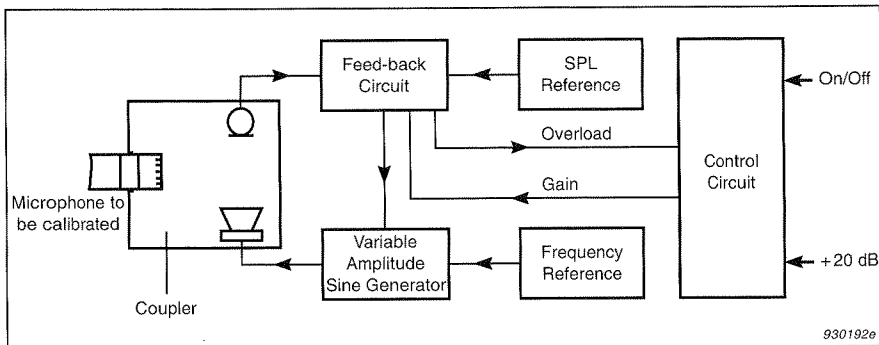 Feed-back
Circuit
SPL
Reference
On/Off
Overload
Control
Circuit
Gain
Microphone to
be calibrated
Variable
Amplitude
Sine Generator
Frequency
Reference
+20 dB
Coupler
930192e